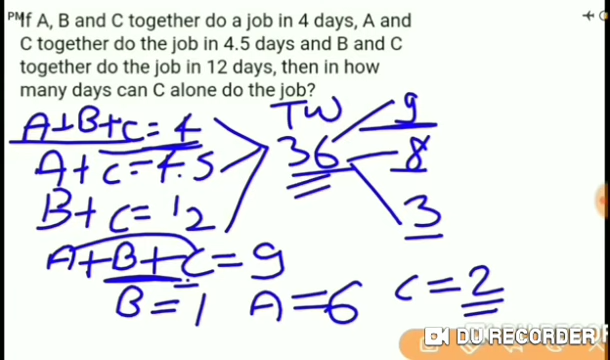 PM
If A, B and C together do a job in 4 days, A and
C together do the job in 4.5 days and B and C
together do the job in 12 days, then in how
many days can C alone do the job?
TW
A+B+C=4
36
9
A+C=4.5
8
B+C=12
3
A+B+C=9
B=1 A=6 C=2
DU RECORDER